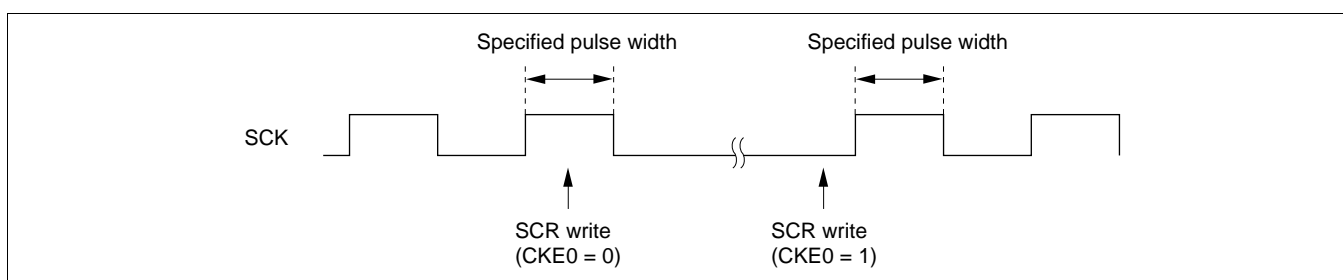 Specified pulse width
Specified pulse width
SCK
SCR write
(CKE0 = 0)
SCR write
(CKE0 = 1)